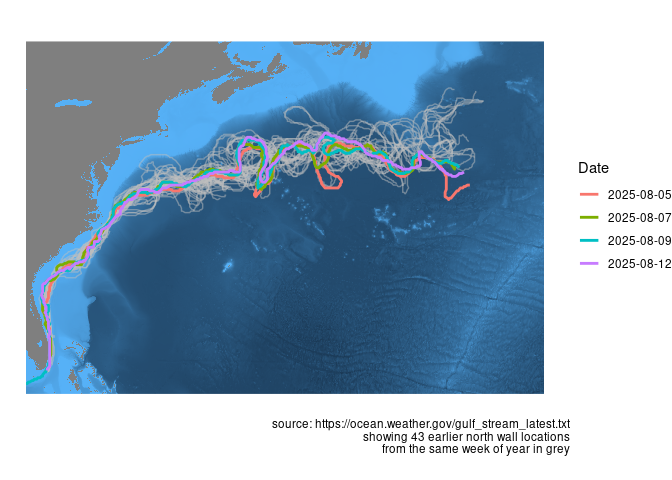 Date
2025-08-05
2025-08-07
2025-08-09
2025-08-12
source: https://ocean.weather.gov/gulf_stream_latest.txt
showing 43 earlier north wall locations
from the same week of year in grey